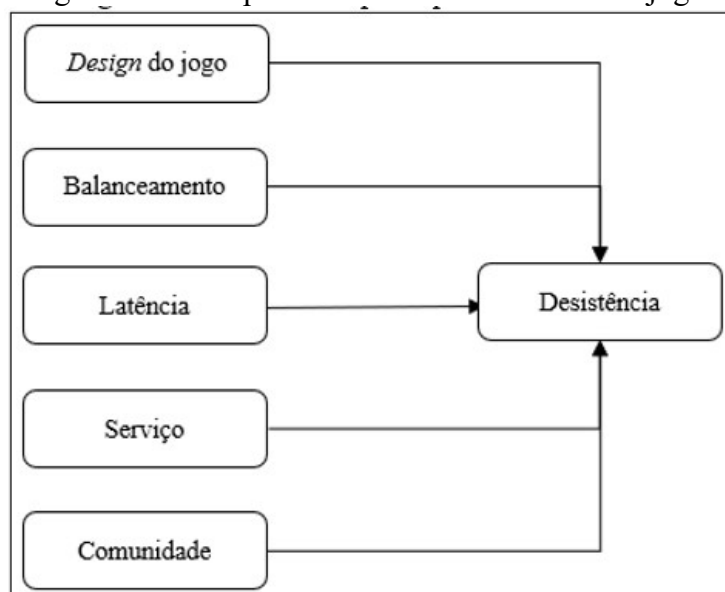 Design do jogo
Balanceamento
Latência
Desistência
Serviço
Comunidade